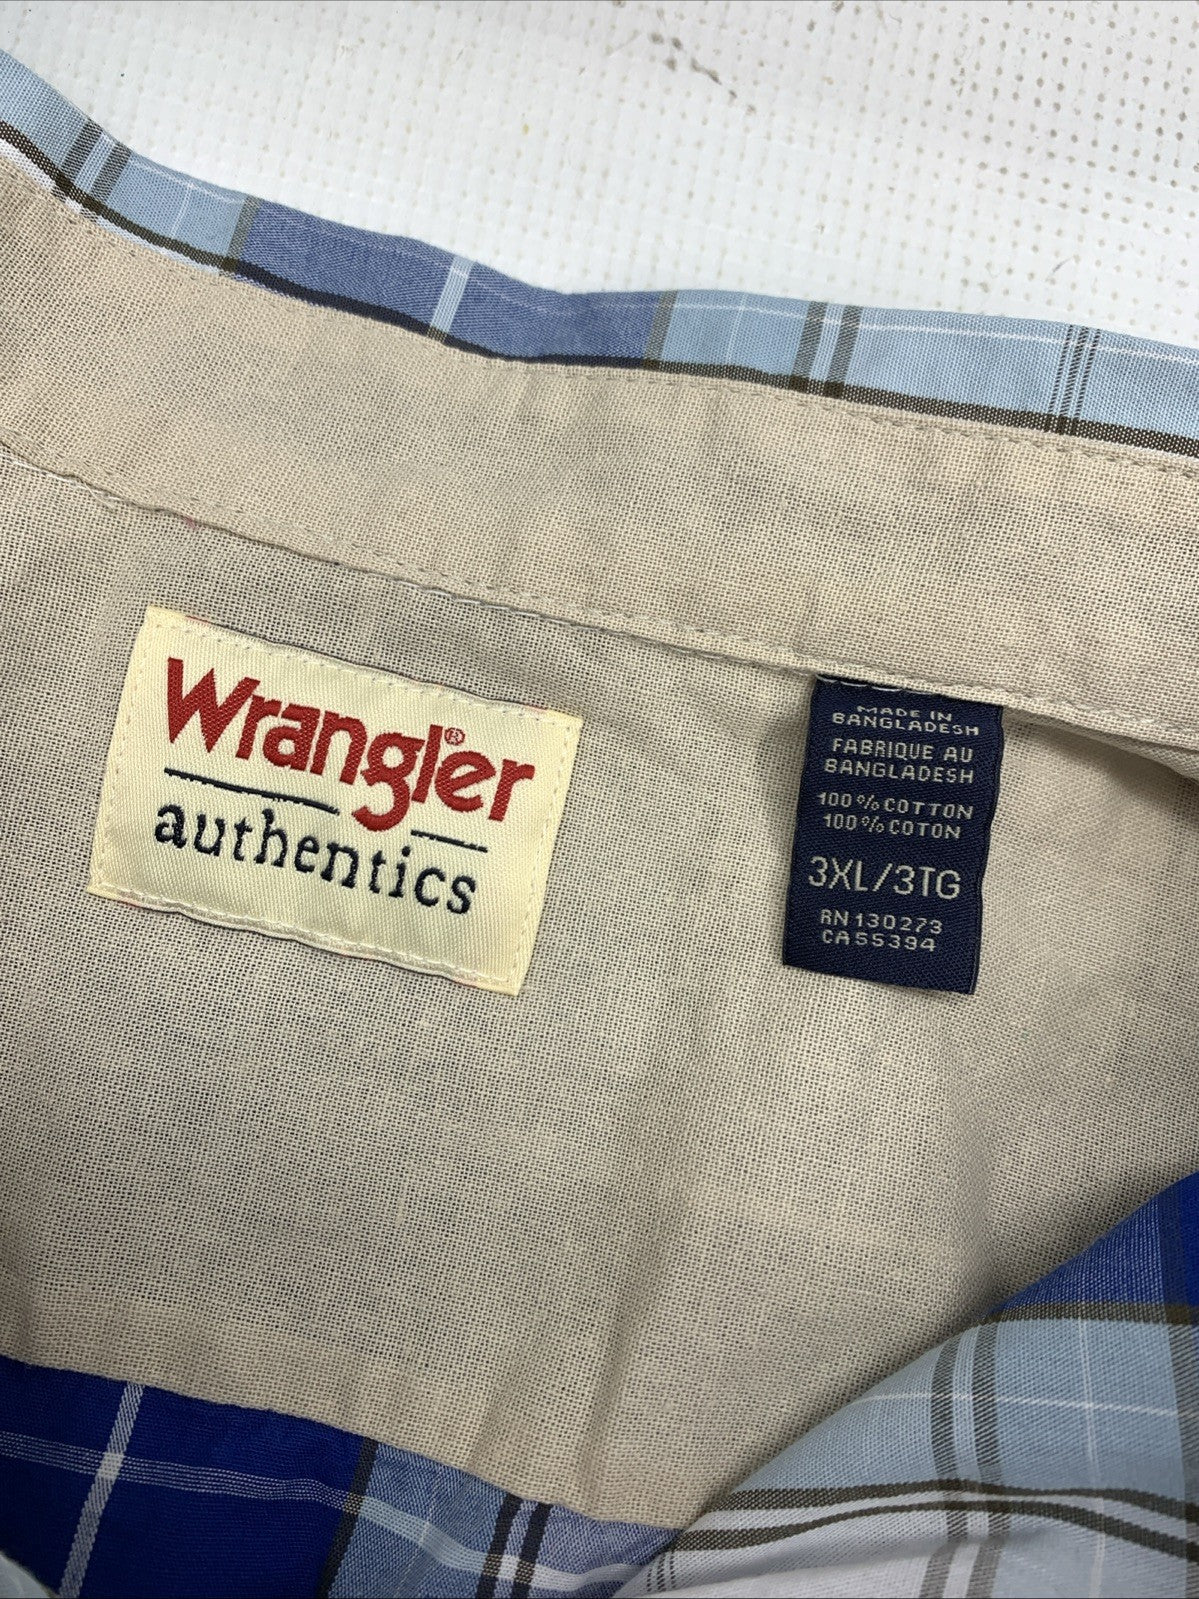 Wrangler®
authentics
MADE IN
BANGLADESH
FABRIQUE AU
BANGLADESH
100% COTTON
100% COTON
3XL/3TG
RN 130273
CA 55394